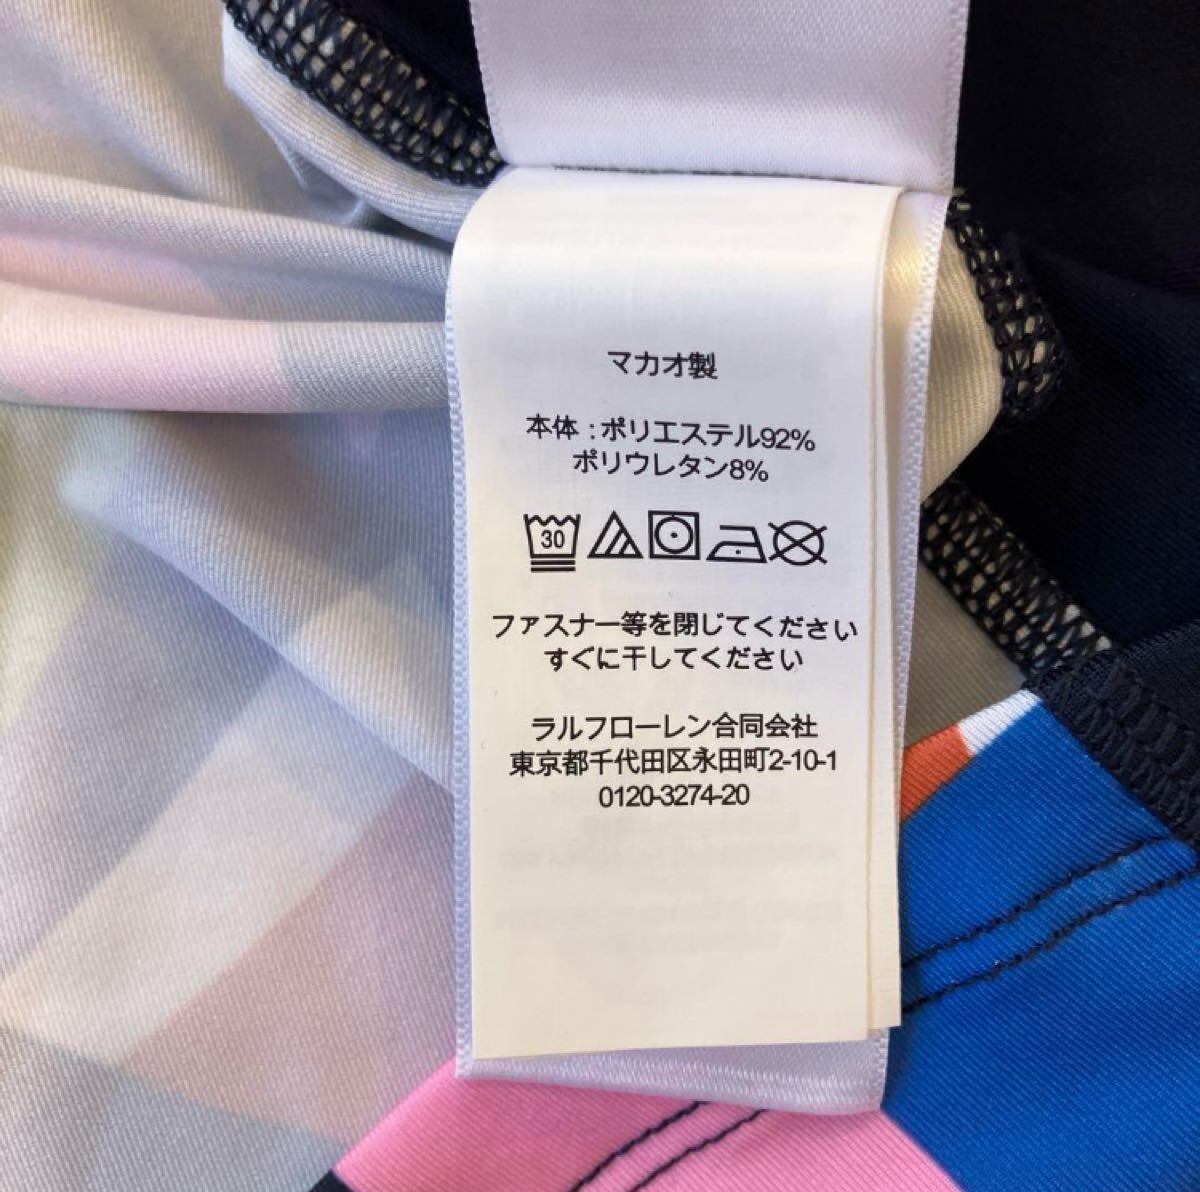 マカオ製
本体 : ポリエステル92%
ポリウレタン8%
30
ファスナー等を閉じてください
すぐに干してください
ラルフローレン合同会社
東京都千代田区永田町2-10-1
0120-3274-20